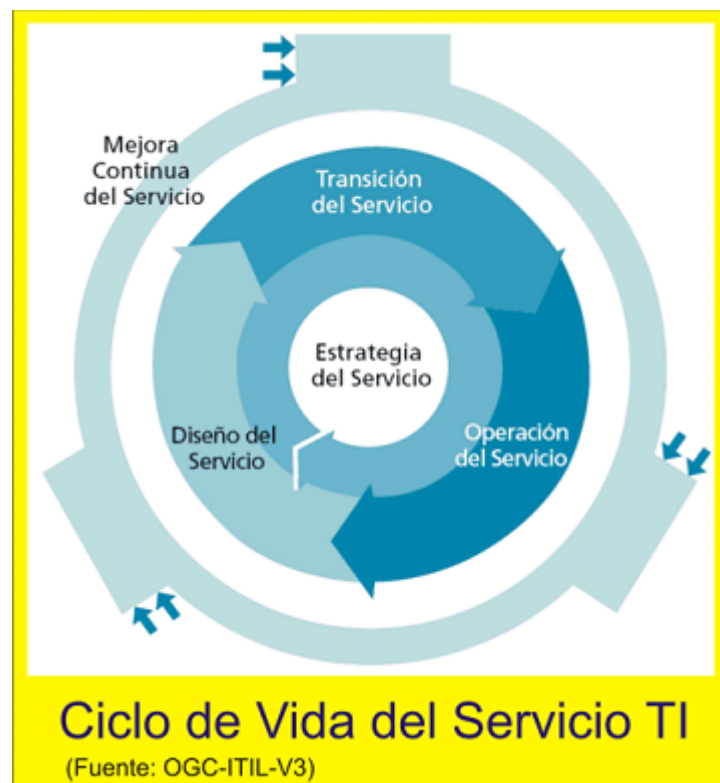 Mejora
Continua
del Servicio
Transición
del Servicio
Estrategia
del Servicio
Diseño del
Servicio
Operación
del Servicio
Ciclo de Vida del Servicio TI
(Fuente: OGC-ITIL-V3)